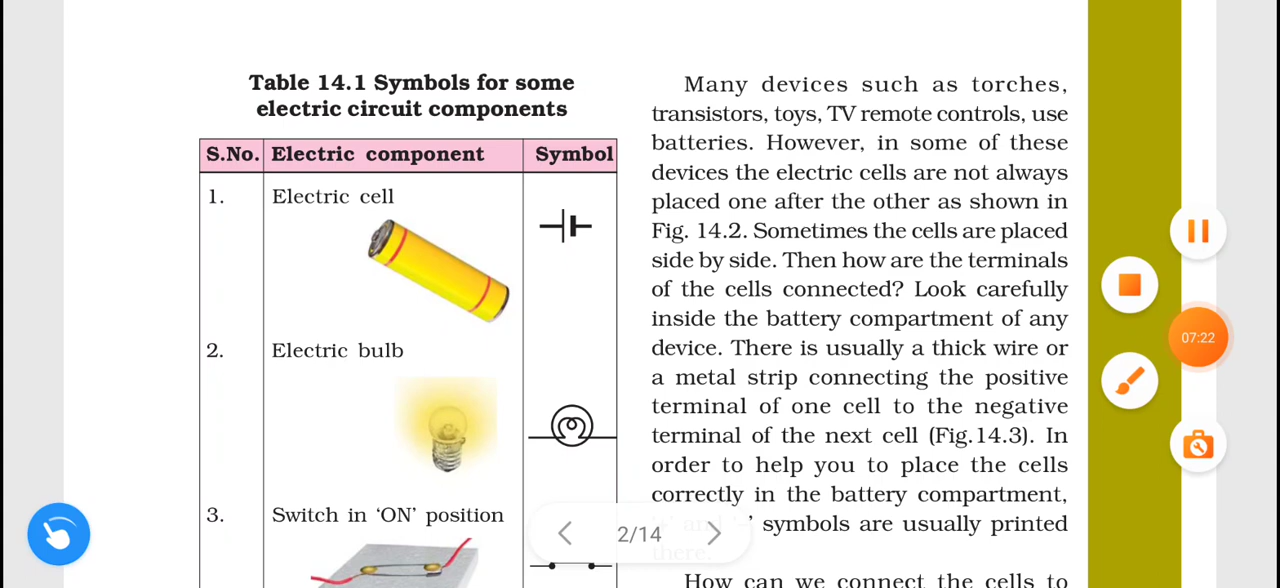 Table 14.1 Symbols for some
electric circuit components
S.No. Electric component Symbol
1. Electric cell
2. Electric bulb
3. Switch in ‘ON’ position
Many devices such as torches,
transistors, toys, TV remote controls, use
batteries. However, in some of these
devices the electric cells are not always
placed one after the other as shown in
Fig. 14.2. Sometimes the cells are placed
side by side. Then how are the terminals
of the cells connected? Look carefully
inside the battery compartment of any
device. There is usually a thick wire or
a metal strip connecting the positive
terminal of one cell to the negative
terminal of the next cell (Fig.14.3). In
order to help you to place the cells
correctly in the battery compartment,
and ’ symbols are usually printed
there.
How can we connect the cells to
2/14
07:22